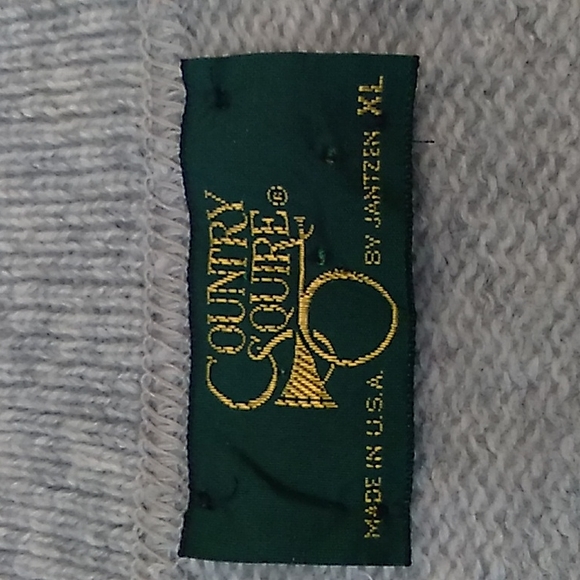 COUNTRY
SQUIRE®
MADE IN U.S.A. BY JANTZEN XL